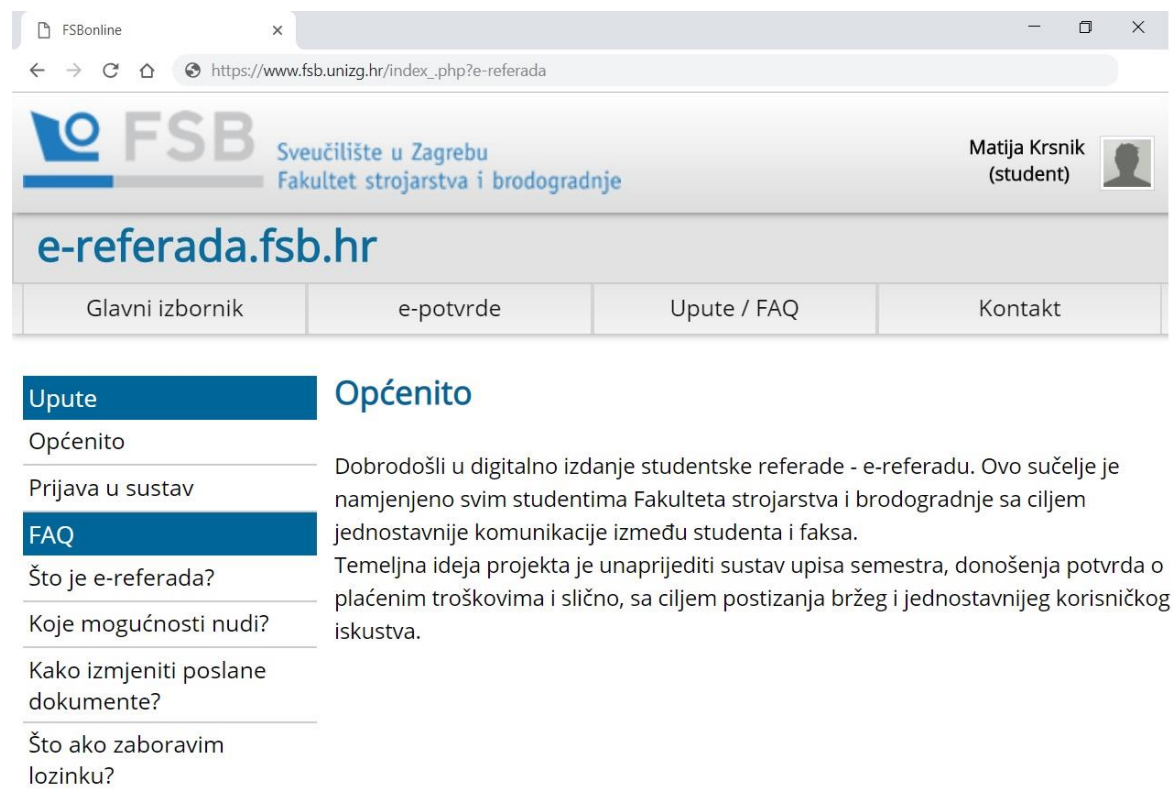 FSBonline
https://www.fsb.unizg.hr/index_.php?e-referada
FSB
Sveučilište u Zagrebu
Fakultet strojarstva i brodogradnje
Matija Krsnik
(student)
e-referada.fsb.hr
Glavni izbornik
e-potvrde
Upute / FAQ
Kontakt
Upute
Općenito
Prijava u sustav
FAQ
Što je e-referada?
Koje mogućnosti nudi?
Kako izmjeniti poslane
dokumente?
Što ako zaboravim
lozinku?
Općenito
Dobrodošli u digitalno izdanje studentske referade - e-referadu. Ovo sučelje je
namjenjeno svim studentima Fakulteta strojarstva i brodogradnje sa ciljem
jednostavnije komunikacije između studenta i faksa.
Temeljna ideja projekta je unaprijediti sustav upisa semestra, donošenja potvrda o
plaćenim troškovima i slično, sa ciljem postizanja bržeg i jednostavnijeg korisničkog
iskustva.